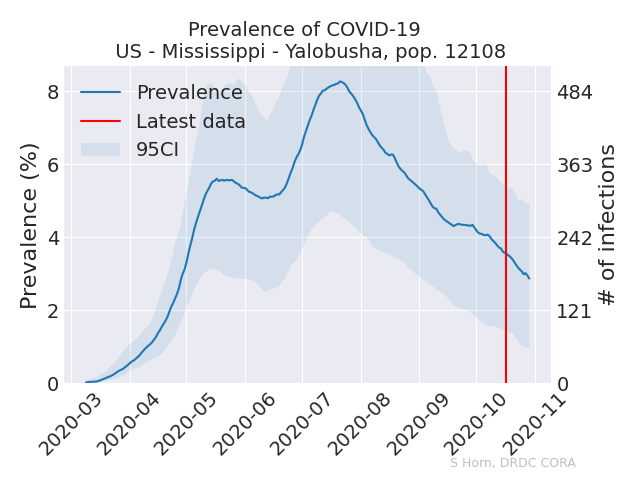 Prevalence of COVID-19
US - Mississippi - Yalobusha, pop. 12108
Prevalence
Latest data
95CI
Prevalence (%)
8
6
4
2
0
484
363
242
121
0
# of infections
2020-03
2020-04
2020-05
2020-06
2020-07
2020-08
2020-09
2020-10
2020-11
S Horn, DRDC CORA